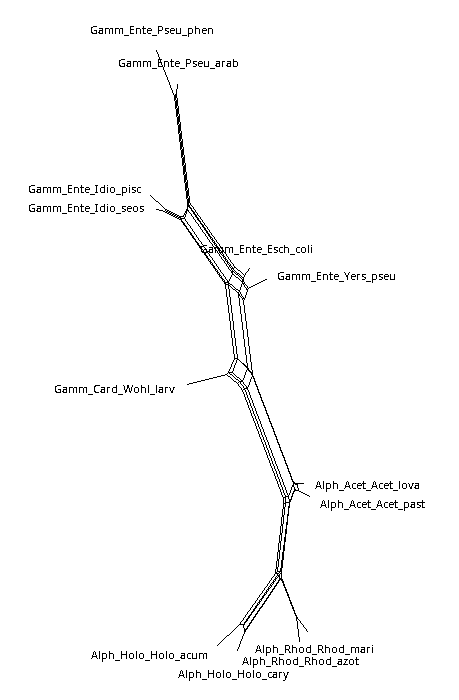 Gamm_Ente_Pseu_phen
Gamm_Ente_Pseu_arab
Gamm_Ente_Idio_pisc
Gamm_Ente_Idio_seos
Gamm_Ente_Esch_coli
Gamm_Ente_Yers_pseu
Gamm_Card_Wohl_larv
Alph_Acet_Acet_lova
Alph_Acet_Acet_past
Alph_Rhod_Rhod_mari
Alph_Holo_Holo_acum
Alph_Rhod_Rhod_azot
Alph_Holo_Holo_cary